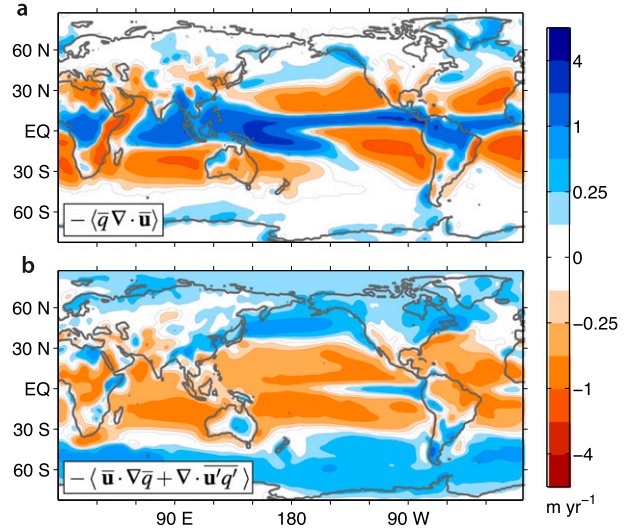 a
60 N
30 N
EQ
30 S
60 S
− ⟨q̅ ∇ · u̅⟩
b
60 N
30 N
EQ
30 S
60 S
− ⟨ u̅ · ∇q̅ + ∇ · u′q′̅ ⟩
90 E
180
90 W
4
1
0.25
0
−0.25
−1
−4
m yr⁻¹